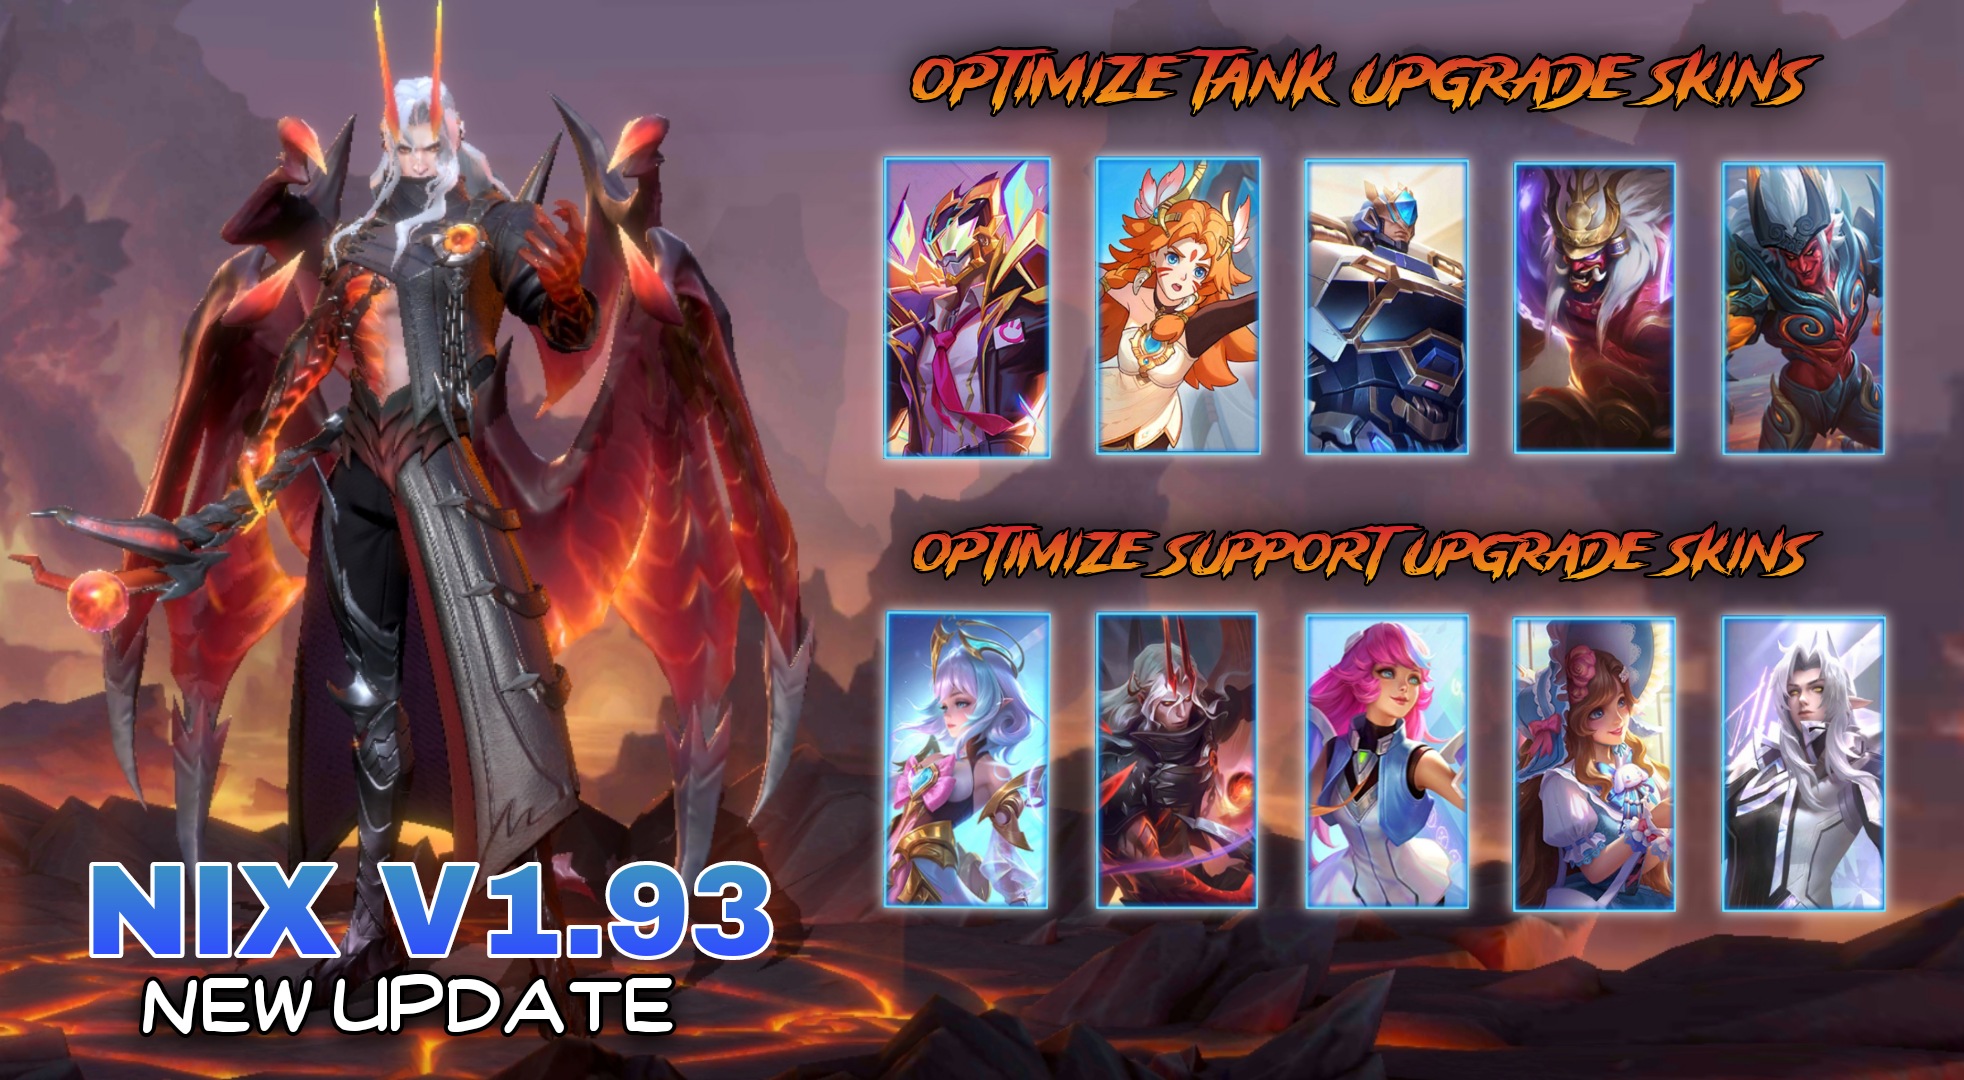 OPTIMIZE TANK UPGRADE SKINS
OPTIMIZE SUPPORT UPGRADE SKINS
NIX V1.93
NEW UPDATE